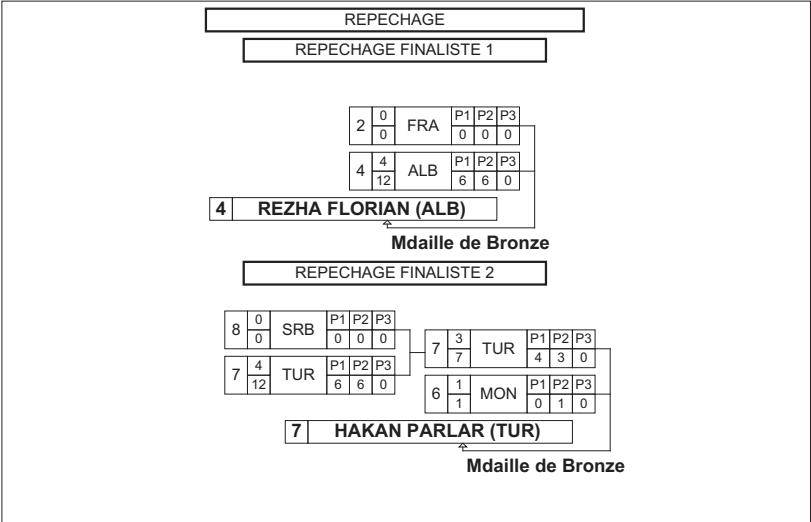 REPECHAGE
REPECHAGE FINALISTE 1
2 0 FRA P1 P2 P3
0 0 0 0
4 4 ALB P1 P2 P3
12 6 6 0
4 REZHA FLORIAN (ALB)
Mdaille de Bronze
REPECHAGE FINALISTE 2
8 0 SRB P1 P2 P3
0 0 0 0
7 4 TUR P1 P2 P3
12 6 6 0
7 3 TUR P1 P2 P3
7 4 3 0
6 1 MON P1 P2 P3
1 0 1 0
7 HAKAN PARLAR (TUR)
Mdaille de Bronze